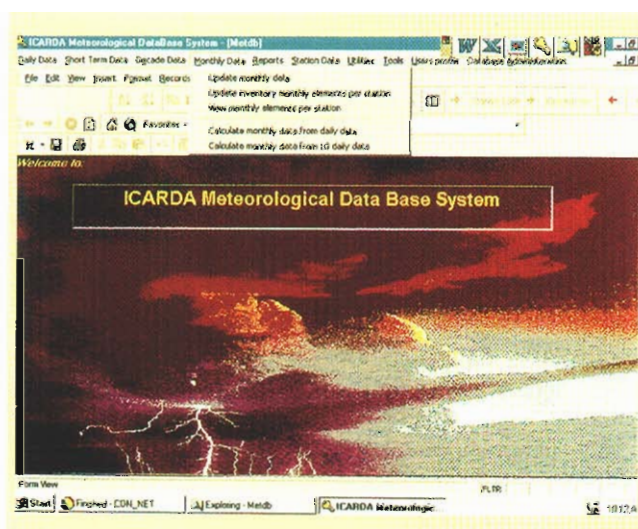 ICARDA Meteorological DataBase System - [Metdb]
Daily Data Short Term Data Decade Data Monthly Data Reports Station Data Utilities Tools Users profile Database Administration
File Edit View Insert Format Records
Update monthly data
Update inventory monthly elements per station
View monthly elements per station
Calculate monthly data from daily data
Calculate monthly data from 10 daily data
Favorites
Welcome to:
ICARDA Meteorological Data Base System
Form View
FLTR
Start Finished - CDN_NET Exploring - Metdb ICARDA Meteorologic...